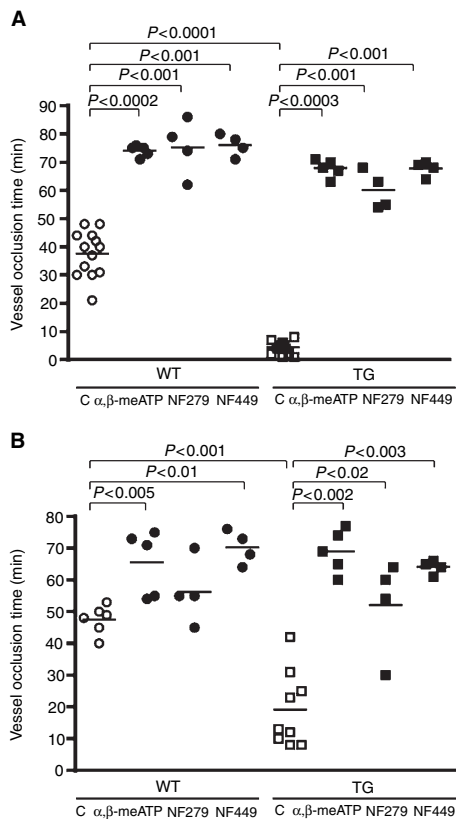 A
P<0.0001
P<0.001
P<0.001
P<0.001
P<0.001
P<0.0002
P<0.0003
Vessel occlusion time (min)
90
80
70
60
50
40
30
20
10
0
WT
TG
C α,β-meATP NF279 NF449
C α,β-meATP NF279 NF449
B
P<0.001
P<0.003
P<0.01
P<0.02
P<0.005
P<0.002
Vessel occlusion time (min)
80
70
60
50
40
30
20
10
0
WT
TG
C α,β-meATP NF279 NF449
C α,β-meATP NF279 NF449